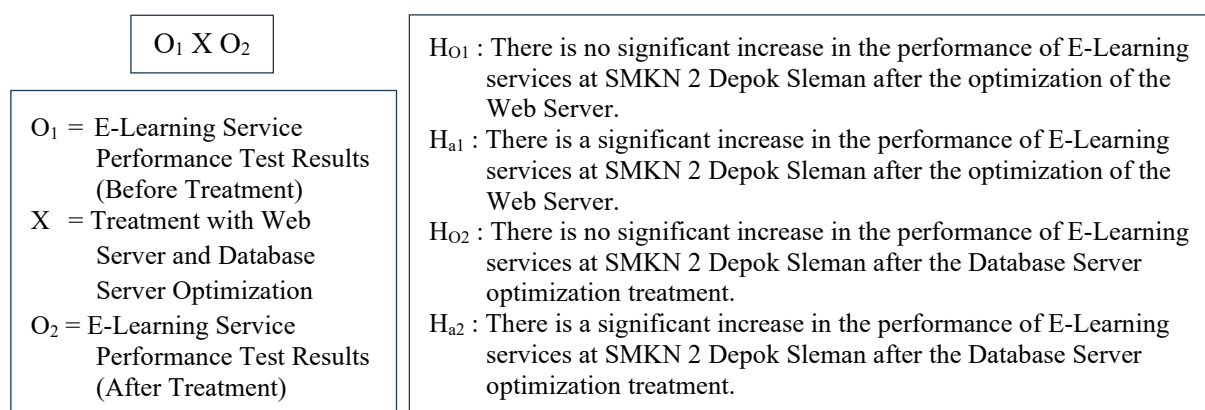 O₁ X O₂
O₁ = E-Learning Service
Performance Test Results
(Before Treatment)
X = Treatment with Web
Server and Database
Server Optimization
O₂ = E-Learning Service
Performance Test Results
(After Treatment)
H_O1 : There is no significant increase in the performance of E-Learning
services at SMKN 2 Depok Sleman after the optimization of the
Web Server.
H_a1 : There is a significant increase in the performance of E-Learning
services at SMKN 2 Depok Sleman after the optimization of the
Web Server.
H_O2 : There is no significant increase in the performance of E-Learning
services at SMKN 2 Depok Sleman after the Database Server
optimization treatment.
H_a2 : There is a significant increase in the performance of E-Learning
services at SMKN 2 Depok Sleman after the Database Server
optimization treatment.